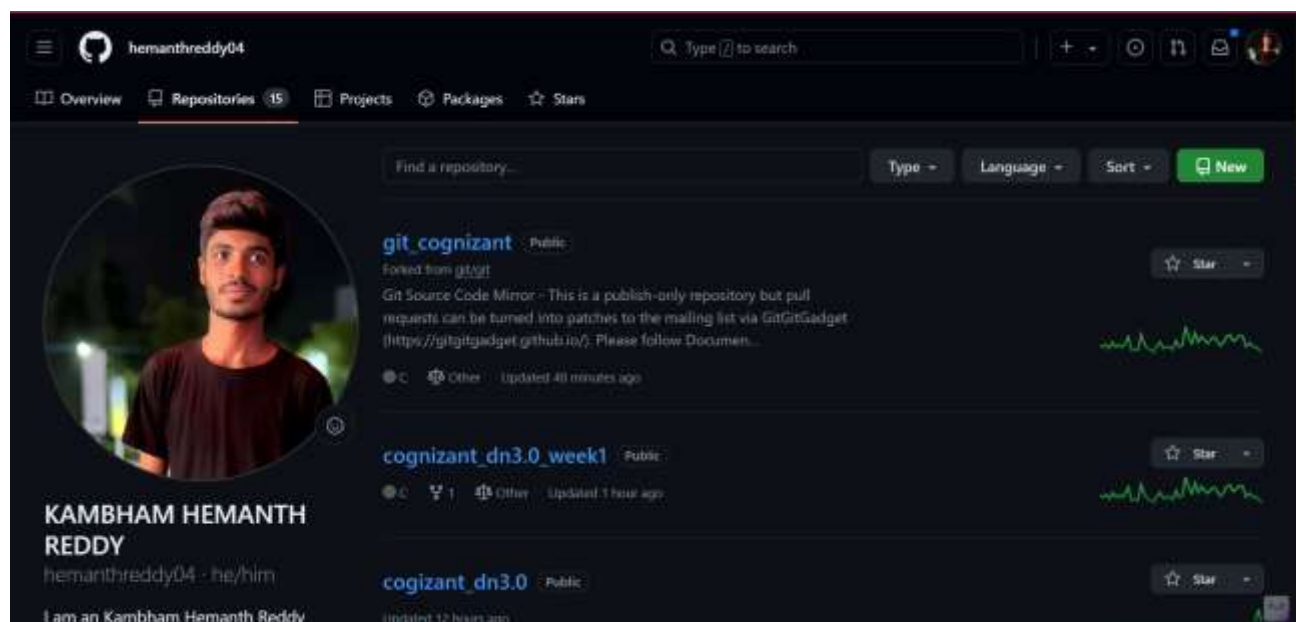 hemanthreddy04
Type / to search
Overview
Repositories 15
Projects
Packages
Stars
Find a repository...
Type
Language
Sort
New
git_cognizant Public
Forked from git/git
Git Source Code Mirror - This is a publish-only repository but pull
requests can be turned into patches to the mailing list via GitGitGadget
(https://gitgitgadget.github.io/). Please follow Documen...
C Other Updated 48 minutes ago
Star
cognizant_dn3.0_week1 Public
C 1 Other Updated 1 hour ago
Star
cogizant_dn3.0 Public
Updated 12 hours ago
Star
KAMBHAM HEMANTH
REDDY
hemanthreddy04 · he/him
I am an Kambham Hemanth Reddy